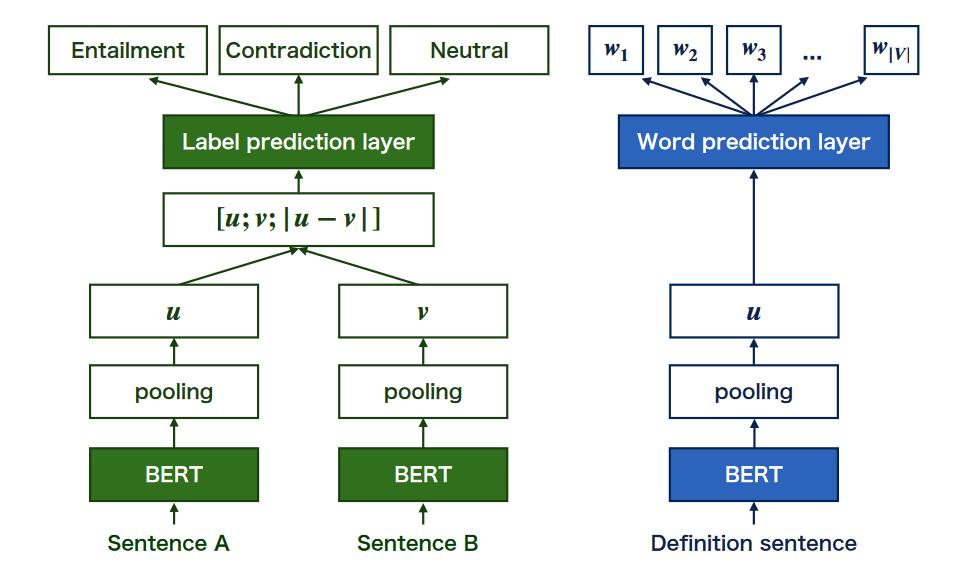 Entailment Contradiction Neutral w₁ w₂ w₃ ... w|V|
Label prediction layer Word prediction layer
[u; v; |u − v|]
u v u
pooling pooling pooling
BERT BERT BERT
Sentence A Sentence B Definition sentence